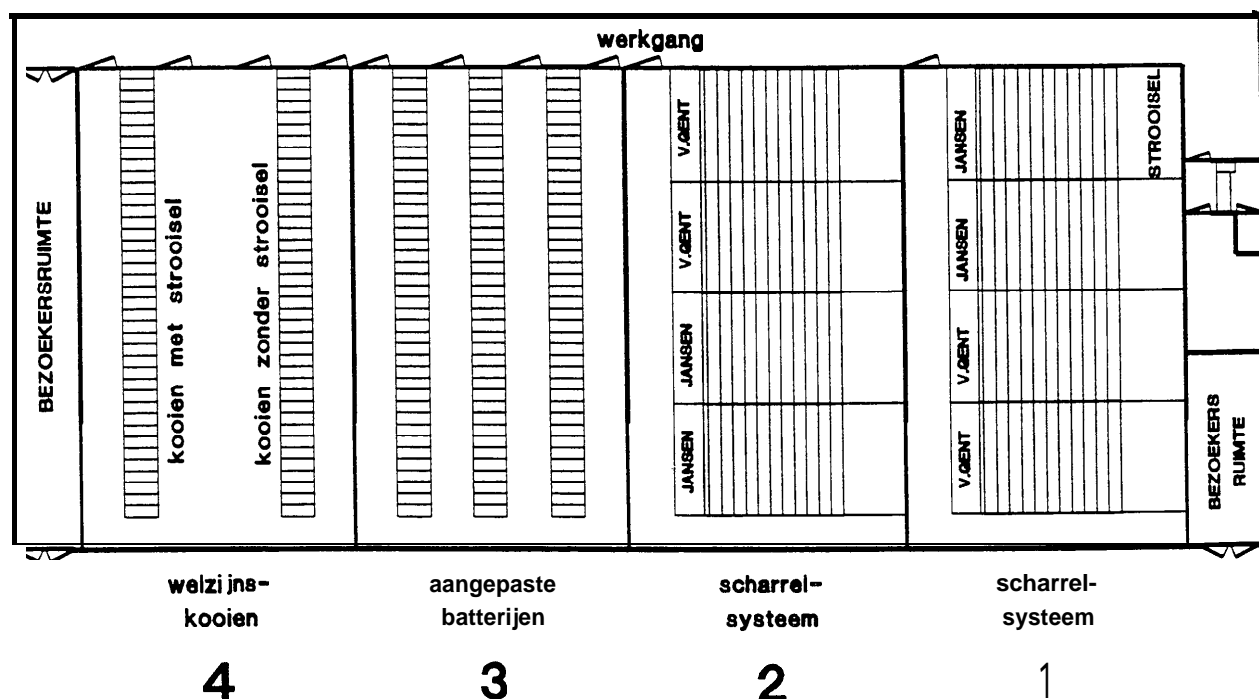 werkgang
BEZOEKERSRUIMTE
kooien met strooisel
kooien zonder strooisel
V.GENT
V.GENT
JANSEN
JANSEN
JANSEN
JANSEN
V.GENT
V.GENT
STROOISEL
BEZOEKERS
RUIMTE
welzijns-
kooien
4
aangepaste
batterijen
3
scharrel-
systeem
2
scharrel-
systeem
1